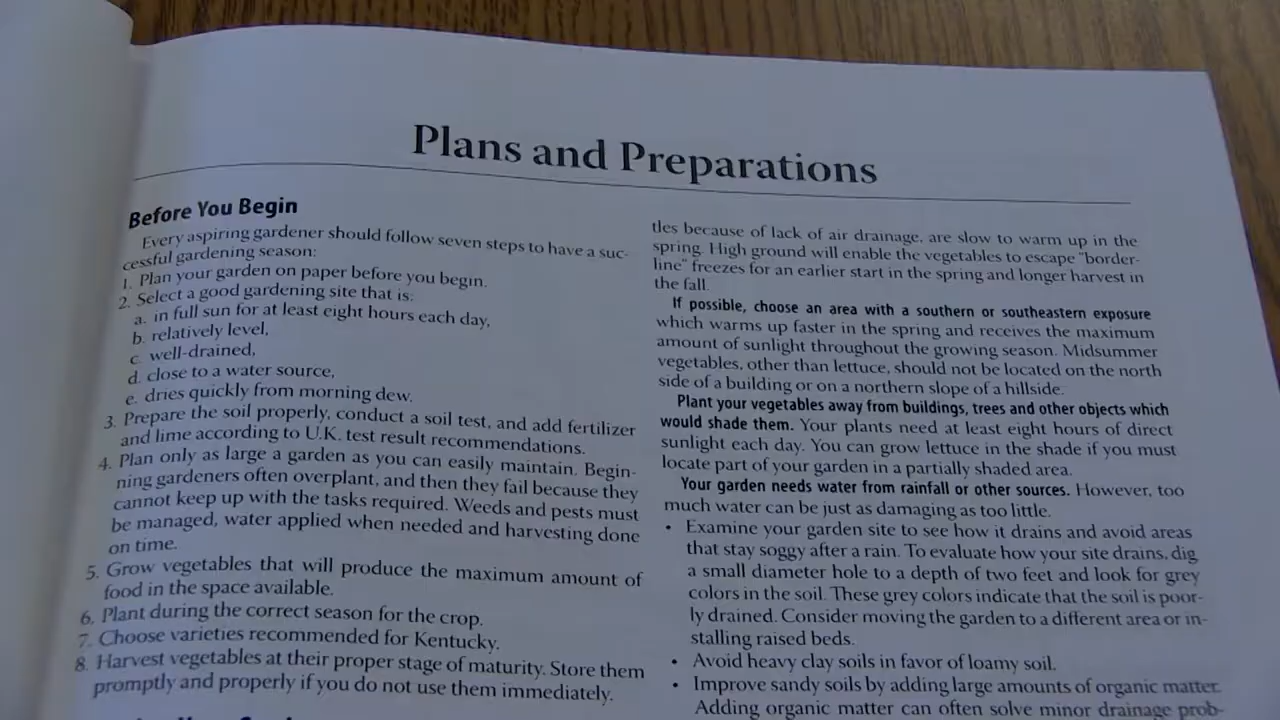 Plans and Preparations
Before You Begin
Every aspiring gardener should follow seven steps to have a suc-
cessful gardening season:
1. Plan your garden on paper before you begin.
2. Select a good gardening site that is:
a. in full sun for at least eight hours each day,
b. relatively level,
c. well-drained,
d. close to a water source,
e. dries quickly from morning dew.
3. Prepare the soil properly, conduct a soil test, and add fertilizer
and lime according to U.K. test result recommendations.
4. Plan only as large a garden as you can easily maintain. Begin-
ning gardeners often overplant, and then they fail because they
cannot keep up with the tasks required. Weeds and pests must
be managed, water applied when needed and harvesting done
on time.
5. Grow vegetables that will produce the maximum amount of
food in the space available.
6. Plant during the correct season for the crop.
7. Choose varieties recommended for Kentucky.
8. Harvest vegetables at their proper stage of maturity. Store them
promptly and properly if you do not use them immediately.
tles because of lack of air drainage, are slow to warm up in the
spring. High ground will enable the vegetables to escape "border-
line" freezes for an earlier start in the spring and longer harvest in
the fall.
If possible, choose an area with a southern or southeastern exposure
which warms up faster in the spring and receives the maximum
amount of sunlight throughout the growing season. Midsummer
vegetables, other than lettuce, should not be located on the north
side of a building or on a northern slope of a hillside.
Plant your vegetables away from buildings, trees and other objects which
would shade them. Your plants need at least eight hours of direct
sunlight each day. You can grow lettuce in the shade if you must
locate part of your garden in a partially shaded area.
Your garden needs water from rainfall or other sources. However, too
much water can be just as damaging as too little.
• Examine your garden site to see how it drains and avoid areas
that stay soggy after a rain. To evaluate how your site drains, dig
a small diameter hole to a depth of two feet and look for grey
colors in the soil. These grey colors indicate that the soil is poor-
ly drained. Consider moving the garden to a different area or in-
stalling raised beds.
• Avoid heavy clay soils in favor of loamy soil.
• Improve sandy soils by adding large amounts of organic matter.
Adding organic matter can often solve minor drainage prob-